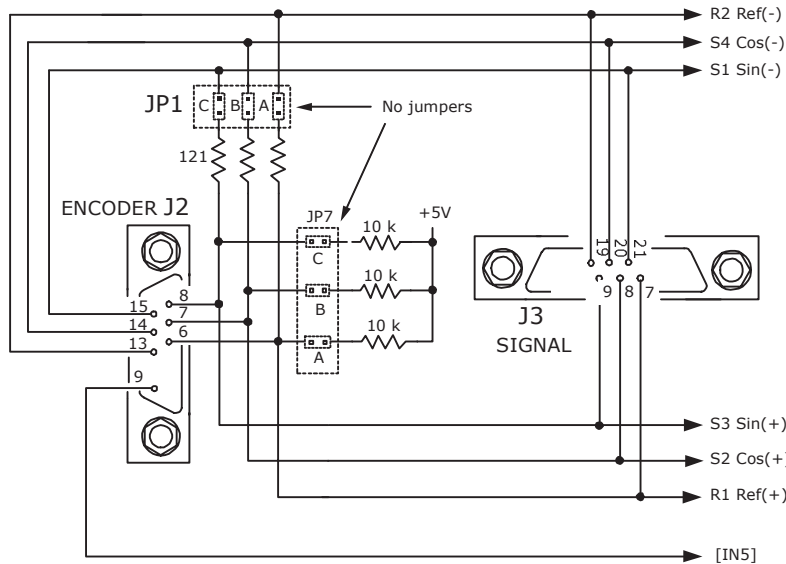 R2 Ref(-)
S4 Cos(-)
S1 Sin(-)
JP1
C
B
A
No jumpers
121
ENCODER J2
JP7
10 k
+5V
C
10 k
B
10 k
A
15
8
14
7
13
6
9
19
20
21
9
8
7
J3
SIGNAL
S3 Sin(+)
S2 Cos(+)
R1 Ref(+)
[IN5]